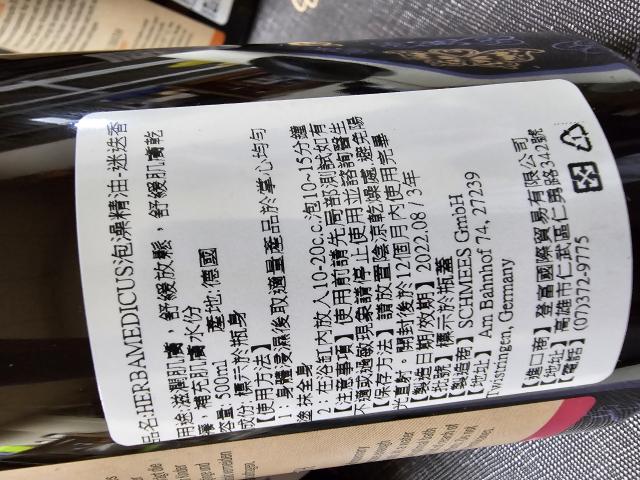 品名:HERBAMEDICUS泡澡精油-迷迭香
用途:滋潤肌膚，舒緩放鬆，舒緩肌膚乾
燥，補充肌膚水份
容量:500ml 產地:德國
成份:標示於瓶身
【使用方法】
1.身體浸濕後取適量產品於掌心均勻
塗抹全身
2.在浴缸內放入10-20c.c.泡10~15分鐘
【注意事項】使用前請先局部測試如有
不適或過敏現象請停止使用並諮詢醫生
【保存方法】請放置陰涼乾燥處 避免陽
光直射，開封後於12個月內使用完畢
【製造日期/效期】2022.08 / 3年
【批號】標示於瓶蓋
【製造商】SCHMEES GmbH
【地址】Am Bahnhof 74, 27239
Twistringen, Germany
【進口商】登富國際貿易有限公司
【地址】高雄市仁武區仁勇路342號
【電話】(07)372-9775